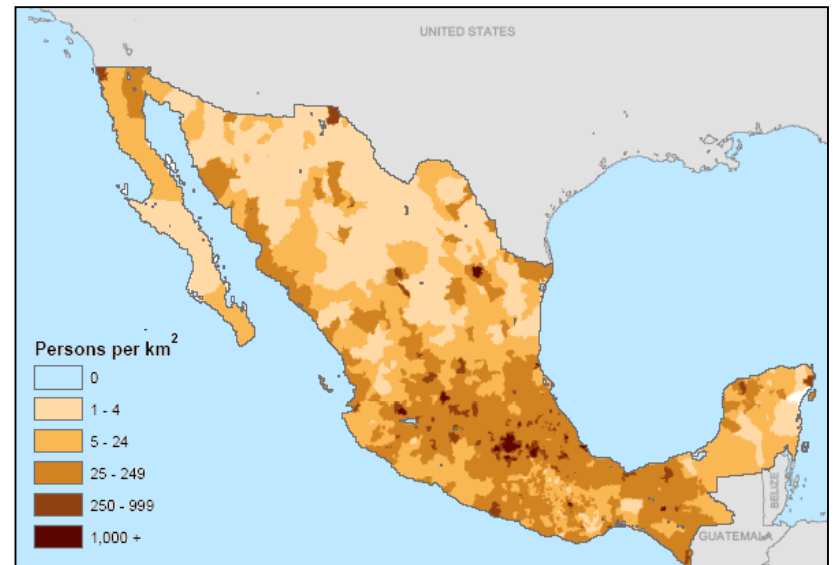 UNITED STATES
Persons per km²
0
1 - 4
5 - 24
25 - 249
250 - 999
1,000 +
BELIZE
GUATEMALA